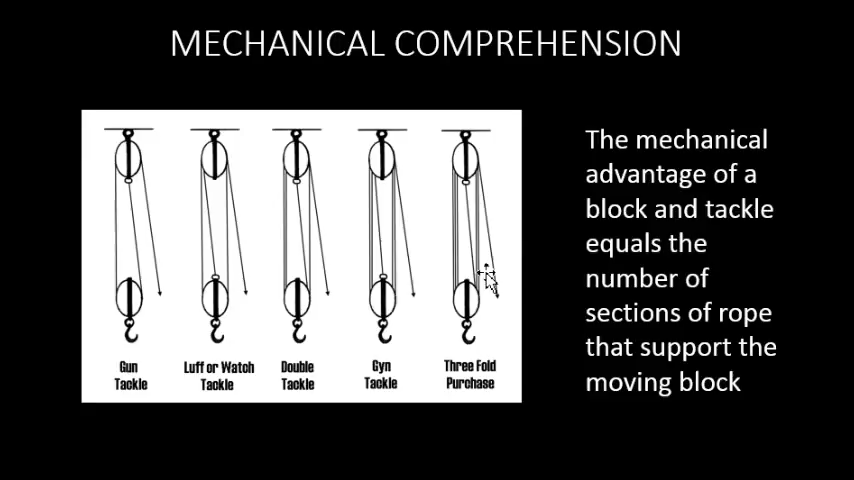 MECHANICAL COMPREHENSION
Gun
Tackle
Luff or Watch
Tackle
Double
Tackle
Gyn
Tackle
Three Fold
Purchase
The mechanical
advantage of a
block and tackle
equals the
number of
sections of rope
that support the
moving block